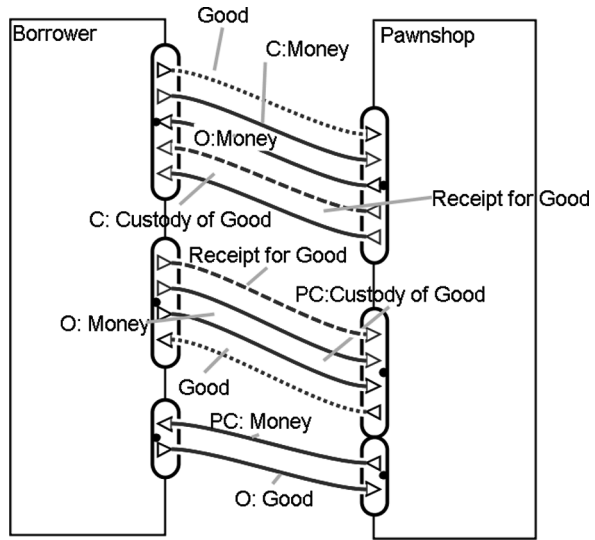 Good
Borrower
Pawnshop
C:Money
O:Money
Receipt for Good
C: Custody of Good
Receipt for Good
PC:Custody of Good
O: Money
Good
PC: Money
O: Good